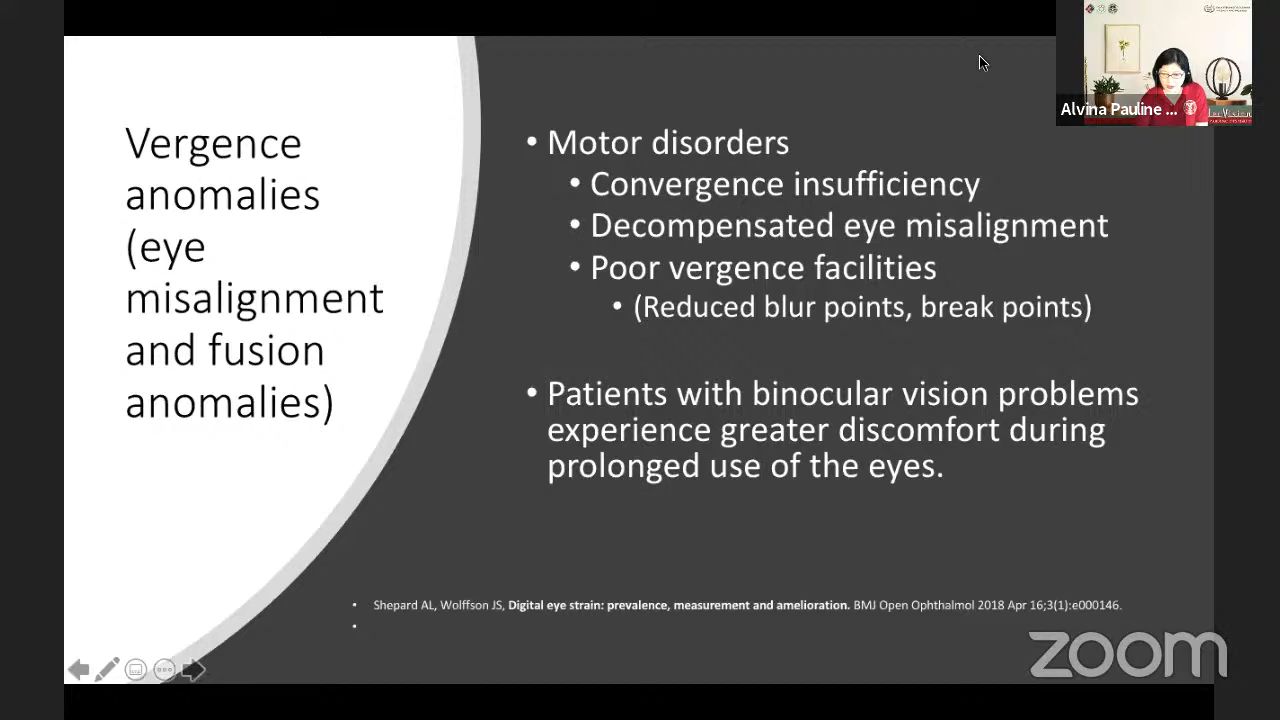 Vergence
anomalies
(eye
misalignment
and fusion
anomalies)
• Motor disorders
• Convergence insufficiency
• Decompensated eye misalignment
• Poor vergence facilities
• (Reduced blur points, break points)
• Patients with binocular vision problems
experience greater discomfort during
prolonged use of the eyes.
• Shepard AL, Wolffson JS, Digital eye strain: prevalence, measurement and amelioration. BMJ Open Ophthalmol 2018 Apr 16;3(1):e000146.
•
Alvina Pauline ...
zoom